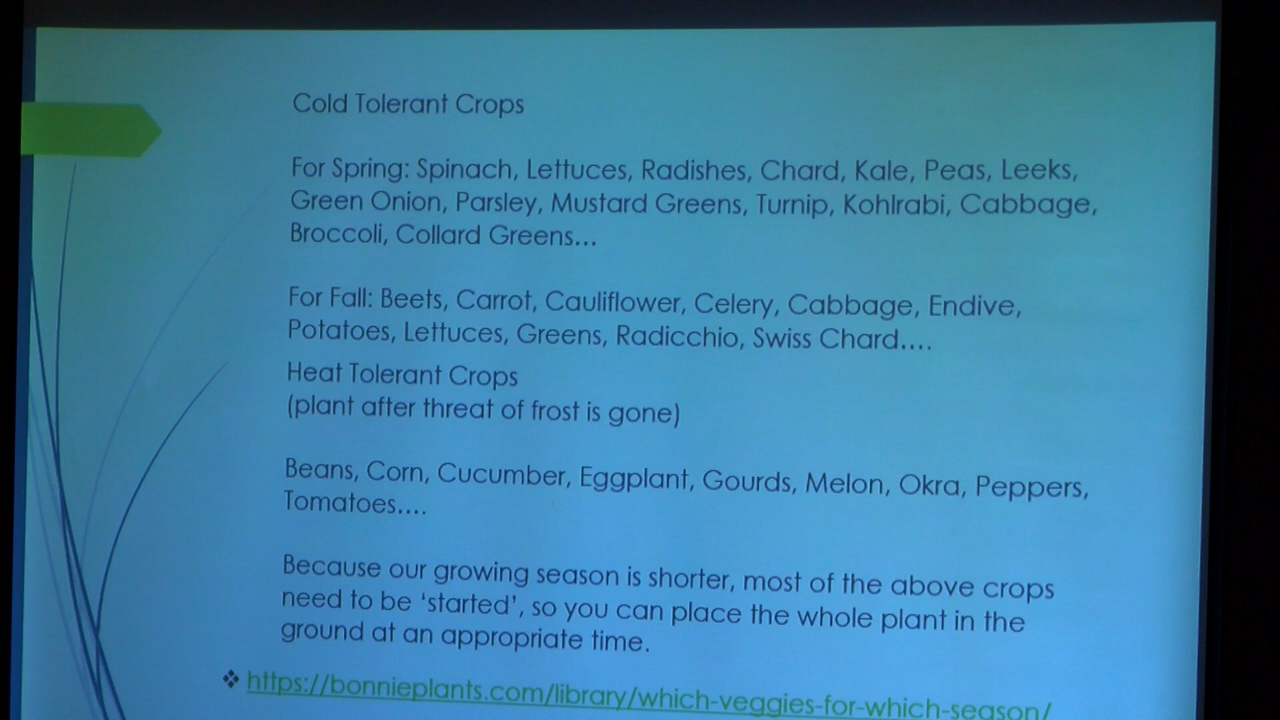 Cold Tolerant Crops
For Spring: Spinach, Lettuces, Radishes, Chard, Kale, Peas, Leeks,
Green Onion, Parsley, Mustard Greens, Turnip, Kohlrabi, Cabbage,
Broccoli, Collard Greens...
For Fall: Beets, Carrot, Cauliflower, Celery, Cabbage, Endive,
Potatoes, Lettuces, Greens, Radicchio, Swiss Chard....
Heat Tolerant Crops
(plant after threat of frost is gone)
Beans, Corn, Cucumber, Eggplant, Gourds, Melon, Okra, Peppers,
Tomatoes....
Because our growing season is shorter, most of the above crops
need to be ‘started’, so you can place the whole plant in the
ground at an appropriate time.
❖ https://bonnieplants.com/library/which-veggies-for-which-season/